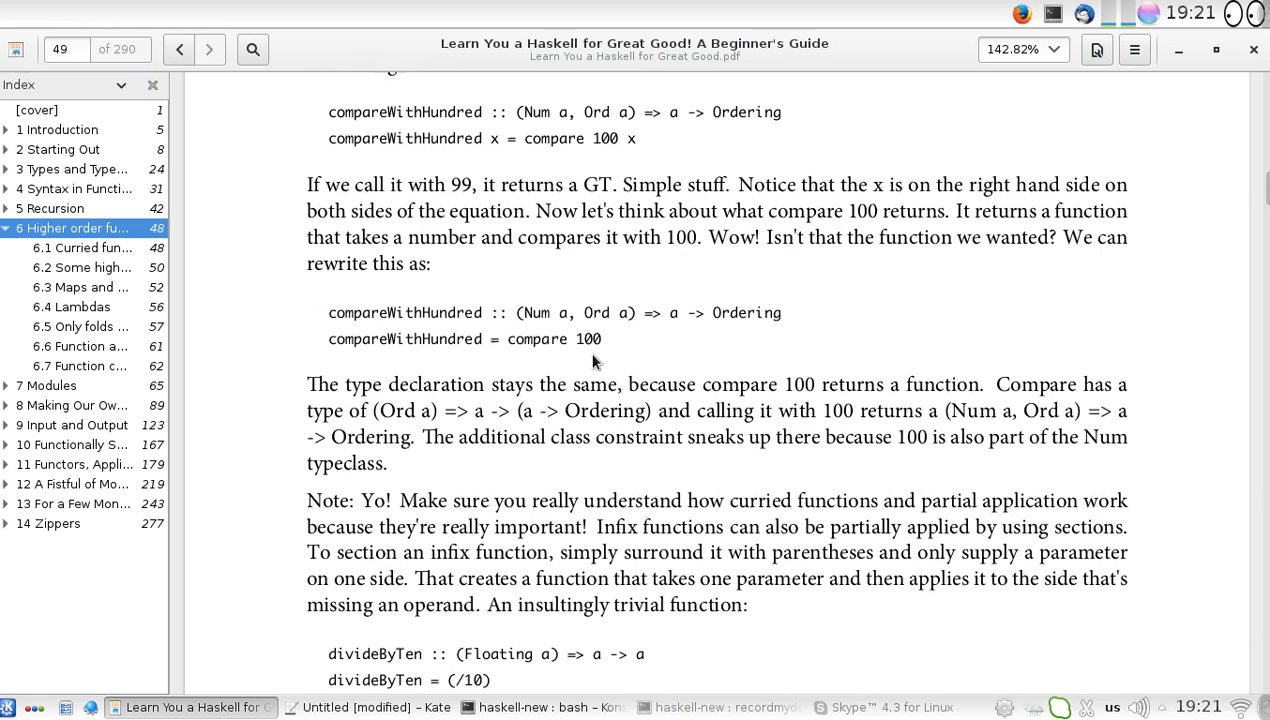 19:21
49 of 290
Learn You a Haskell for Great Good! A Beginner's Guide
Learn You a Haskell for Great Good.pdf
142.82%
Index
[cover] 1
1 Introduction 5
2 Starting Out 8
3 Types and Type... 24
4 Syntax in Functi... 31
5 Recursion 42
6 Higher order fu... 48
6.1 Curried fun... 48
6.2 Some high... 50
6.3 Maps and ... 52
6.4 Lambdas 56
6.5 Only folds ... 57
6.6 Function a... 61
6.7 Function c... 62
7 Modules 65
8 Making Our Ow... 89
9 Input and Output 123
10 Functionally S... 167
11 Functors, Appli... 179
12 A Fistful of Mo... 219
13 For a Few Mon... 243
14 Zippers 277
compareWithHundred :: (Num a, Ord a) => a -> Ordering
compareWithHundred x = compare 100 x
If we call it with 99, it returns a GT. Simple stuff. Notice that the x is on the right hand side on
both sides of the equation. Now let's think about what compare 100 returns. It returns a function
that takes a number and compares it with 100. Wow! Isn't that the function we wanted? We can
rewrite this as:
compareWithHundred :: (Num a, Ord a) => a -> Ordering
compareWithHundred = compare 100
The type declaration stays the same, because compare 100 returns a function. Compare has a
type of (Ord a) => a -> (a -> Ordering) and calling it with 100 returns a (Num a, Ord a) => a
-> Ordering. The additional class constraint sneaks up there because 100 is also part of the Num
typeclass.
Note: Yo! Make sure you really understand how curried functions and partial application work
because they're really important! Infix functions can also be partially applied by using sections.
To section an infix function, simply surround it with parentheses and only supply a parameter
on one side. That creates a function that takes one parameter and then applies it to the side that's
missing an operand. An insultingly trivial function:
divideByTen :: (Floating a) => a -> a
divideByTen = (/10)
Learn You a Haskell for G
Untitled [modified] – Kate
haskell-new : bash – Kons
haskell-new : recordmyde
Skype™ 4.3 for Linux
us
19:21